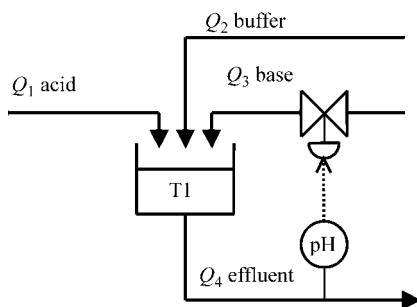 Q2 buffer
Q3 base
Q1 acid
T1
pH
Q4 effluent